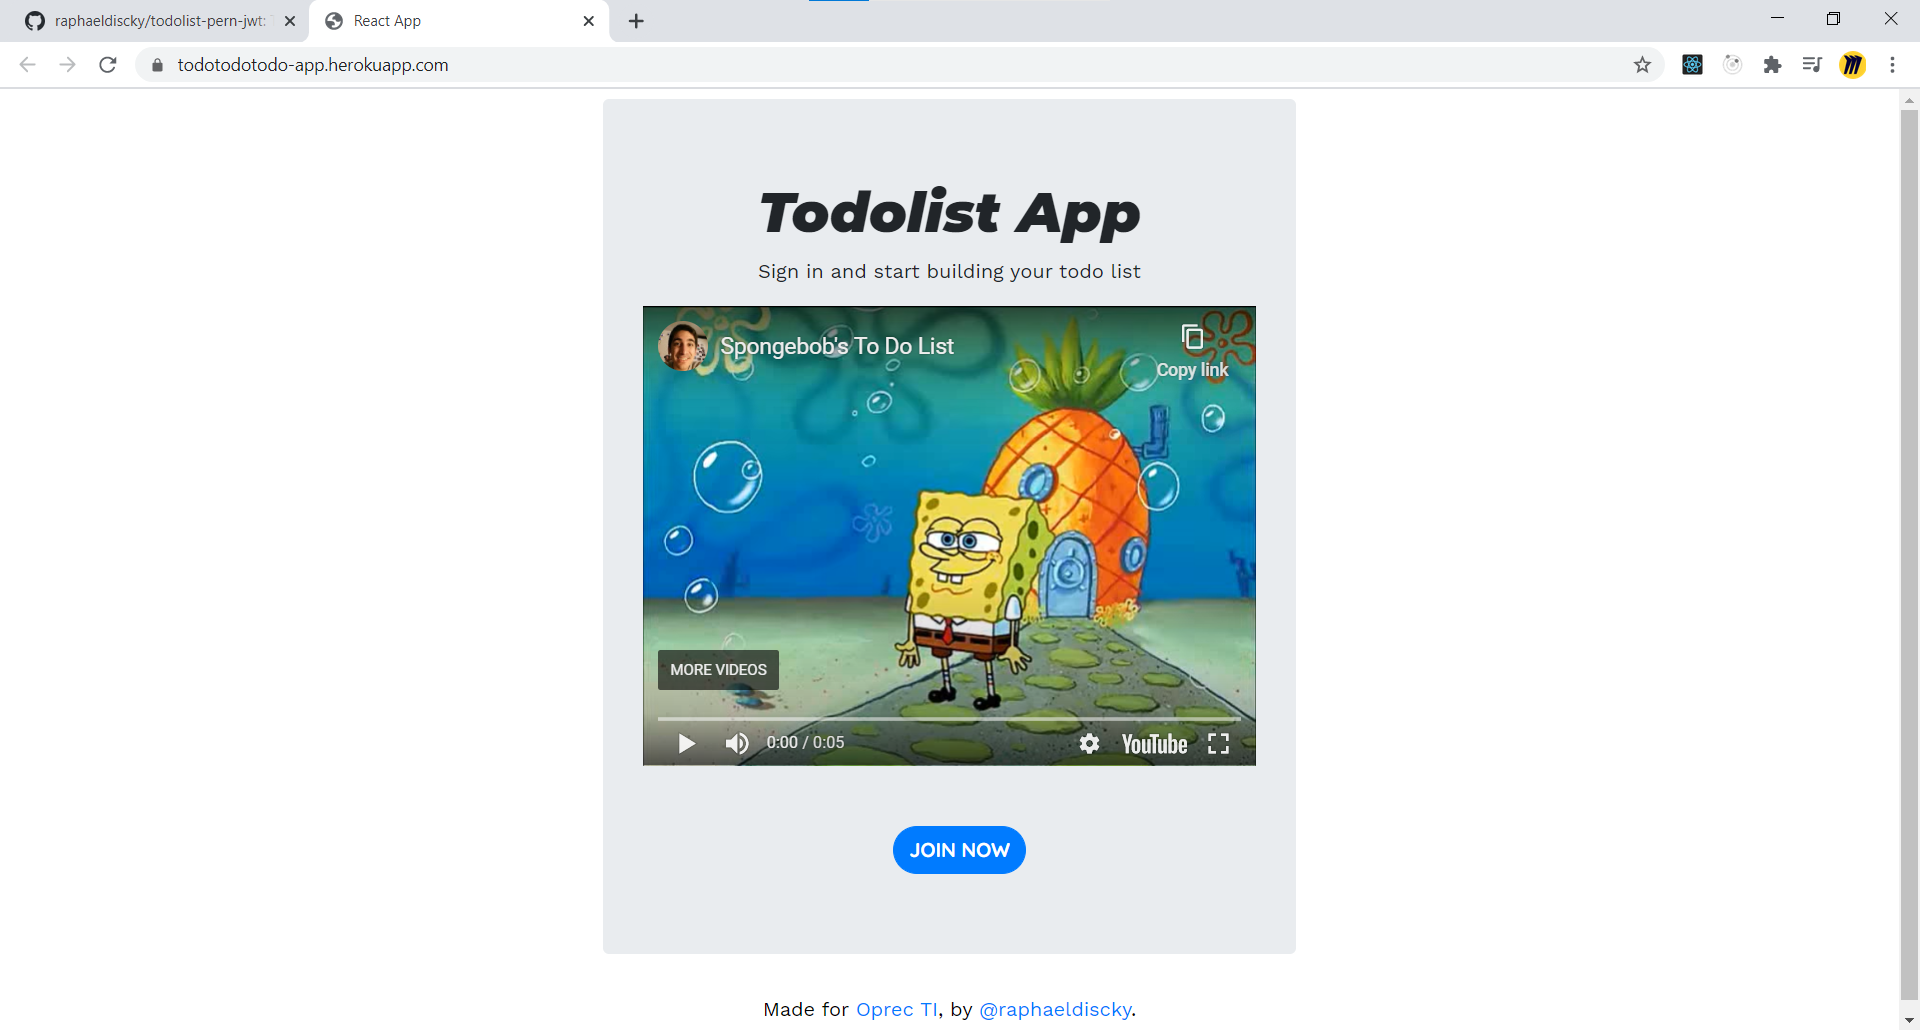 raphaeldiscky/todolist-pern-jwt:
React App
todotodotodo-app.herokuapp.com
Todolist App
Sign in and start building your todo list
Spongebob's To Do List
Copy link
MORE VIDEOS
0:00 / 0:05
YouTube
JOIN NOW
Made for Oprec TI, by @raphaeldiscky.